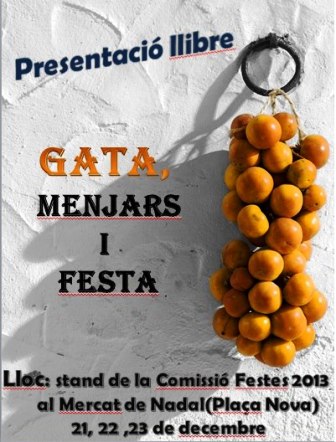 Presentació llibre
GATA,
MENJARS
I
FESTA
Lloc: stand de la Comissió Festes 2013
al Mercat de Nadal(Plaça Nova)
21, 22 ,23 de decembre